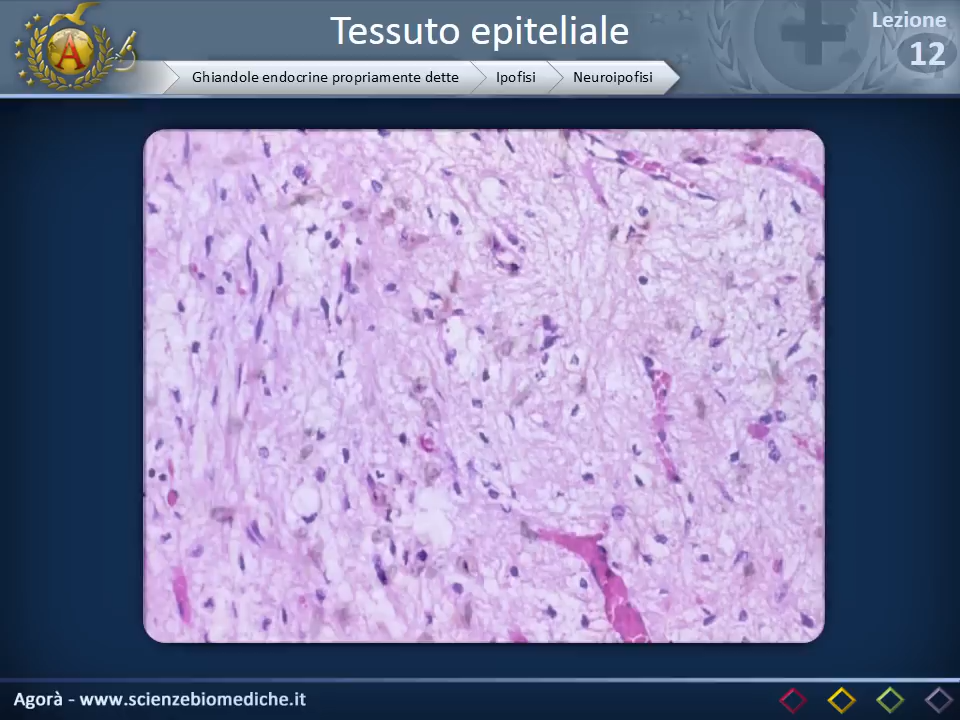 Tessuto epiteliale
Lezione
12
Ghiandole endocrine propriamente dette
Ipofisi
Neuroipofisi
A
Agorà - www.scienzebiomediche.it